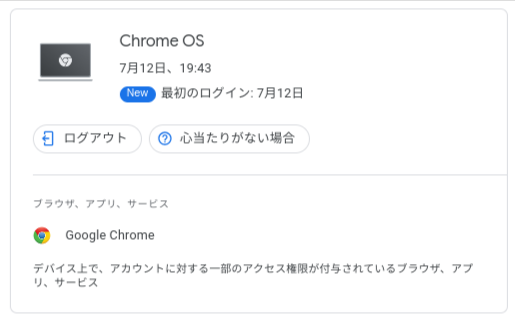 Chrome OS
7月12日、19:43
New 最初のログイン: 7月12日
ログアウト 心当たりがない場合
ブラウザ、アプリ、サービス
Google Chrome
デバイス上で、アカウントに対する一部のアクセス権限が付与されているブラウザ、アプ
リ、サービス